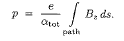 p = e/α_tot ∫_path B_z ds.